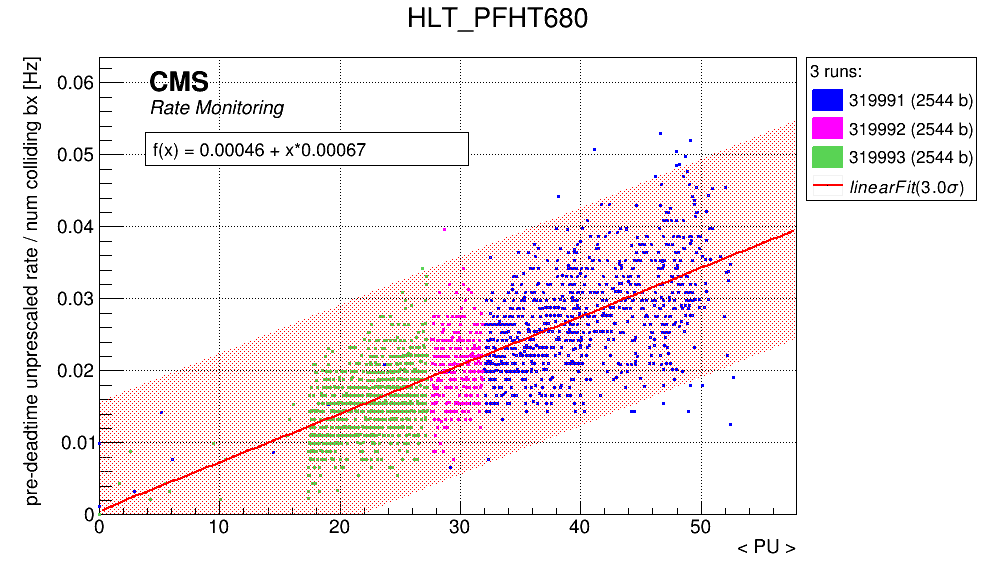 HLT_PFHT680
pre-deadtime unprescaled rate / num colliding bx [Hz]
0.06
0.05
0.04
0.03
0.02
0.01
0
CMS
Rate Monitoring
f(x) = 0.00046 + x*0.00067
3 runs:
319991 (2544 b)
319992 (2544 b)
319993 (2544 b)
linearFit(3.0σ)
0 10 20 30 40 50
< PU >